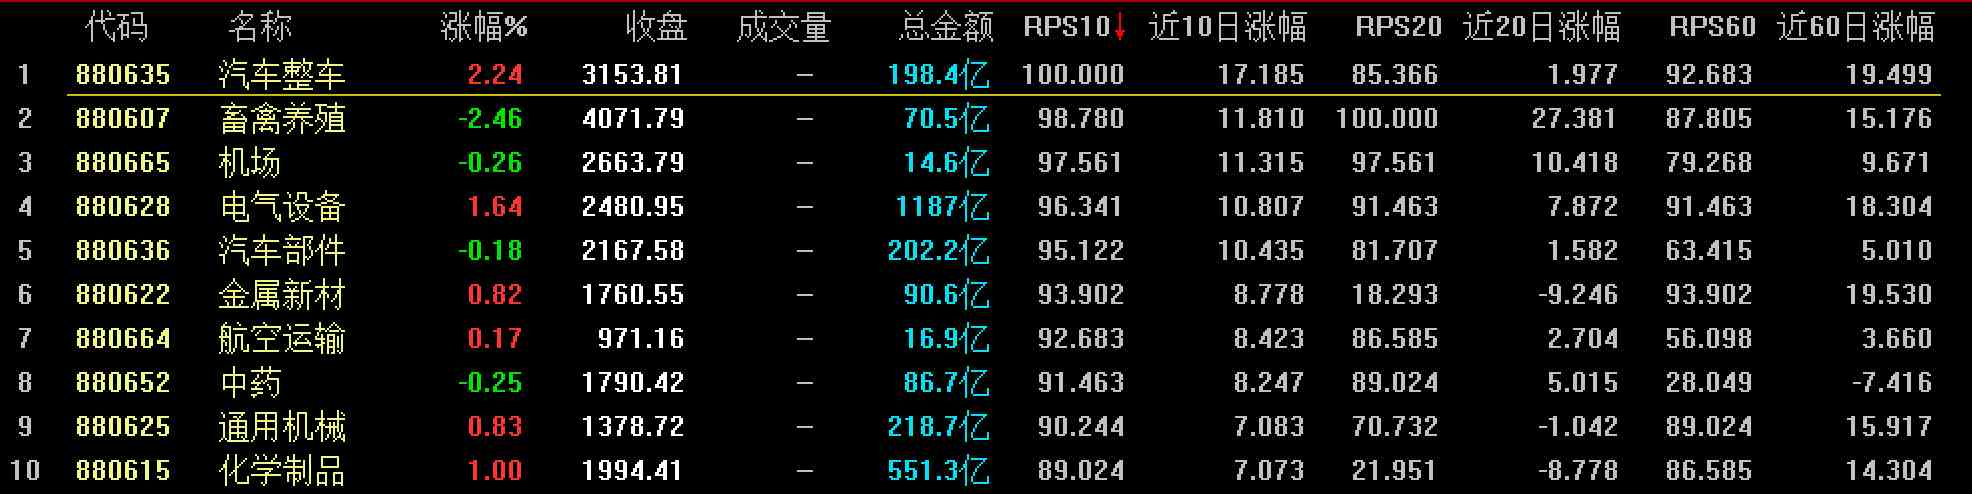 代码 名称 涨幅% 收盘 成交量 总金额 RPS10↓ 近10日涨幅 RPS20 近20日涨幅 RPS60 近60日涨幅
1 880635 汽车整车 2.24 3153.81 – 198.4亿 100.000 17.185 85.366 1.977 92.683 19.499
2 880607 畜禽养殖 -2.46 4071.79 – 70.5亿 98.780 11.810 100.000 27.381 87.805 15.176
3 880665 机场 -0.26 2663.79 – 14.6亿 97.561 11.315 97.561 10.418 79.268 9.671
4 880628 电气设备 1.64 2480.95 – 1187亿 96.341 10.807 91.463 7.872 91.463 18.304
5 880636 汽车部件 -0.18 2167.58 – 202.2亿 95.122 10.435 81.707 1.582 63.415 5.010
6 880622 金属新材 0.82 1760.55 – 90.6亿 93.902 8.778 18.293 -9.246 93.902 19.530
7 880664 航空运输 0.17 971.16 – 16.9亿 92.683 8.423 86.585 2.704 56.098 3.660
8 880652 中药 -0.25 1790.42 – 86.7亿 91.463 8.247 89.024 5.015 28.049 -7.416
9 880625 通用机械 0.83 1378.72 – 218.7亿 90.244 7.083 70.732 -1.042 89.024 15.917
10 880615 化学制品 1.00 1994.41 – 551.3亿 89.024 7.073 21.951 -8.778 86.585 14.304